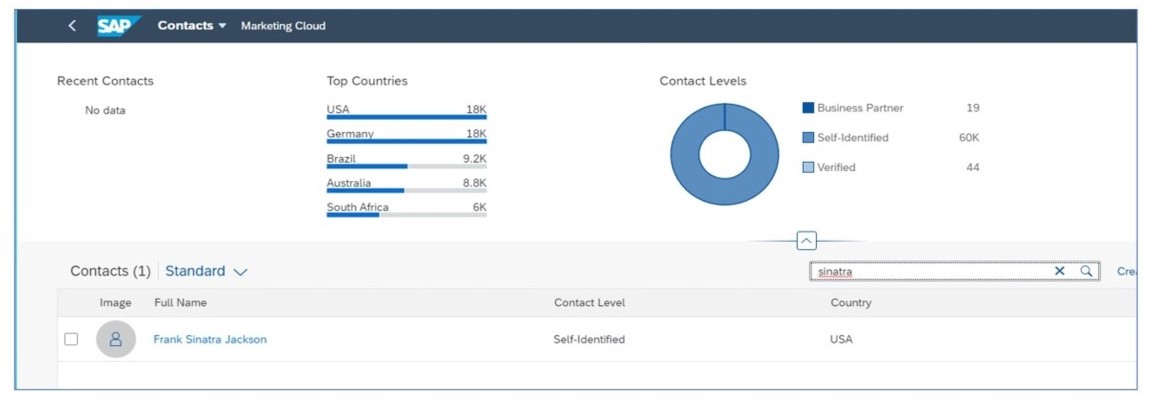 SAP Contacts Marketing Cloud
Recent Contacts
No data
Top Countries
USA 18K
Germany 18K
Brazil 9.2K
Australia 8.8K
South Africa 6K
Contact Levels
Business Partner 19
Self-Identified 60K
Verified 44
Contacts (1) Standard
sinatra
Cre
Image Full Name Contact Level Country
Frank Sinatra Jackson Self-Identified USA